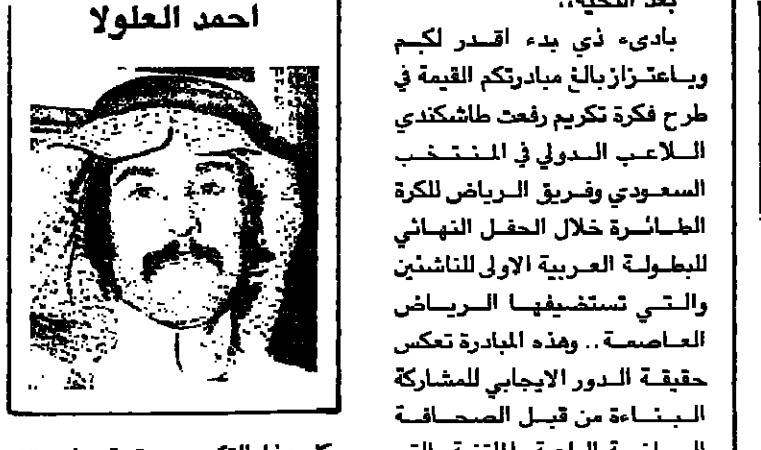 بعد التحية،،
بادىء ذي بدء اقدر لكم
وباعتزاز بالغ مبادرتكم القيمة في
طرح فكرة تكريم رفعت طاشكندي
اللاعب الدولي في المنتخب
السعودي وفريق الرياض للكرة
الطائرة خلال الحفل النهائي
للبطولة العربية الاولى للناشئين
والتي تستضيفها الرياض
العاصمة.. وهذه المبادرة تعكس
حقيقة الدور الايجابي للمشاركة
البناءة من قبل الصحافة
احمد العلولا